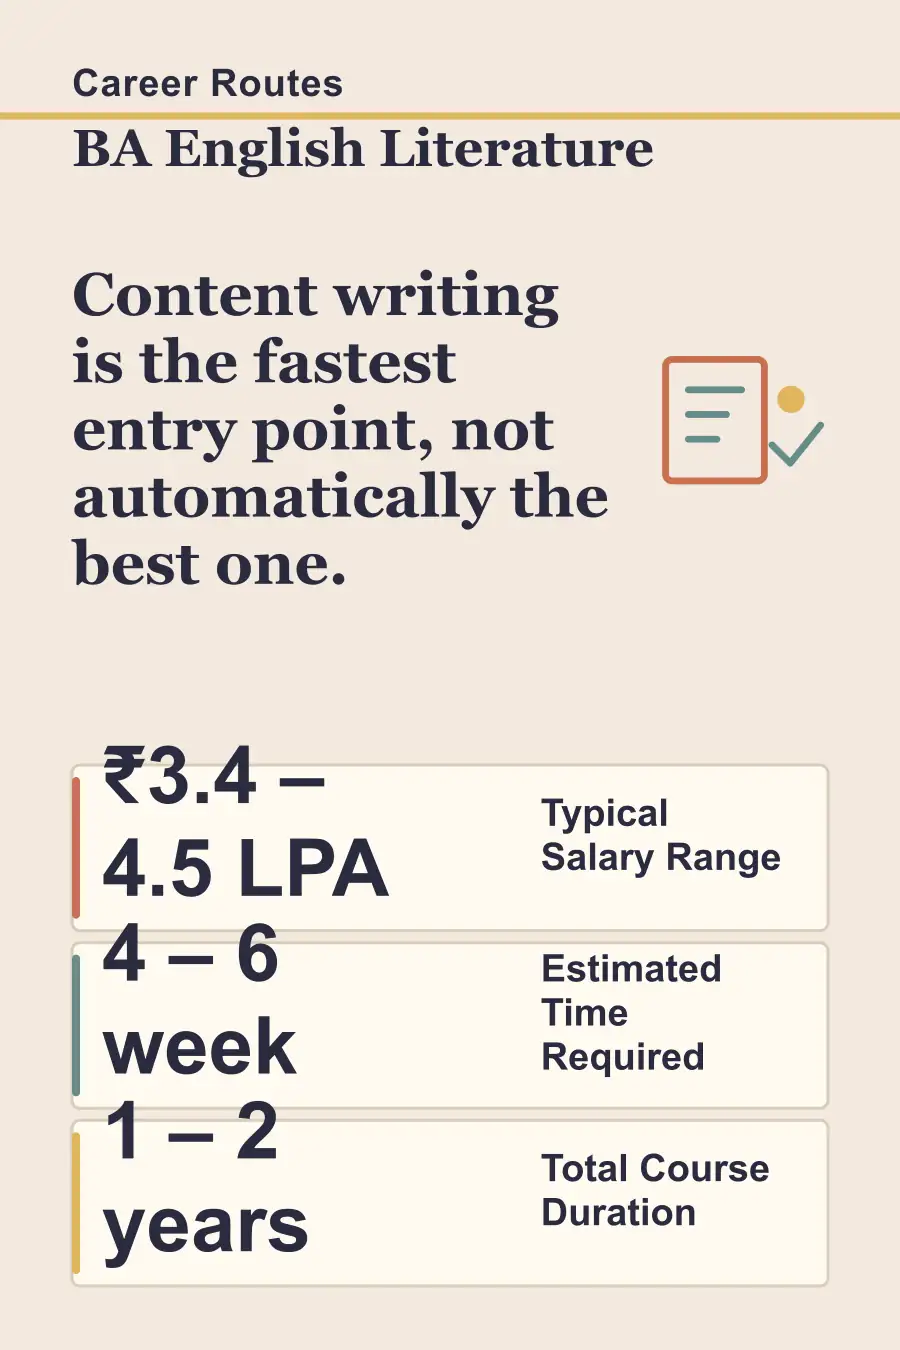 Career Routes
BA English Literature
Content writing
is the fastest
entry point, not
automatically the
best one.
₹3.4 –
4.5 LPA
Typical
Salary Range
4 – 6
week
Estimated
Time
Required
1 – 2
years
Total Course
Duration